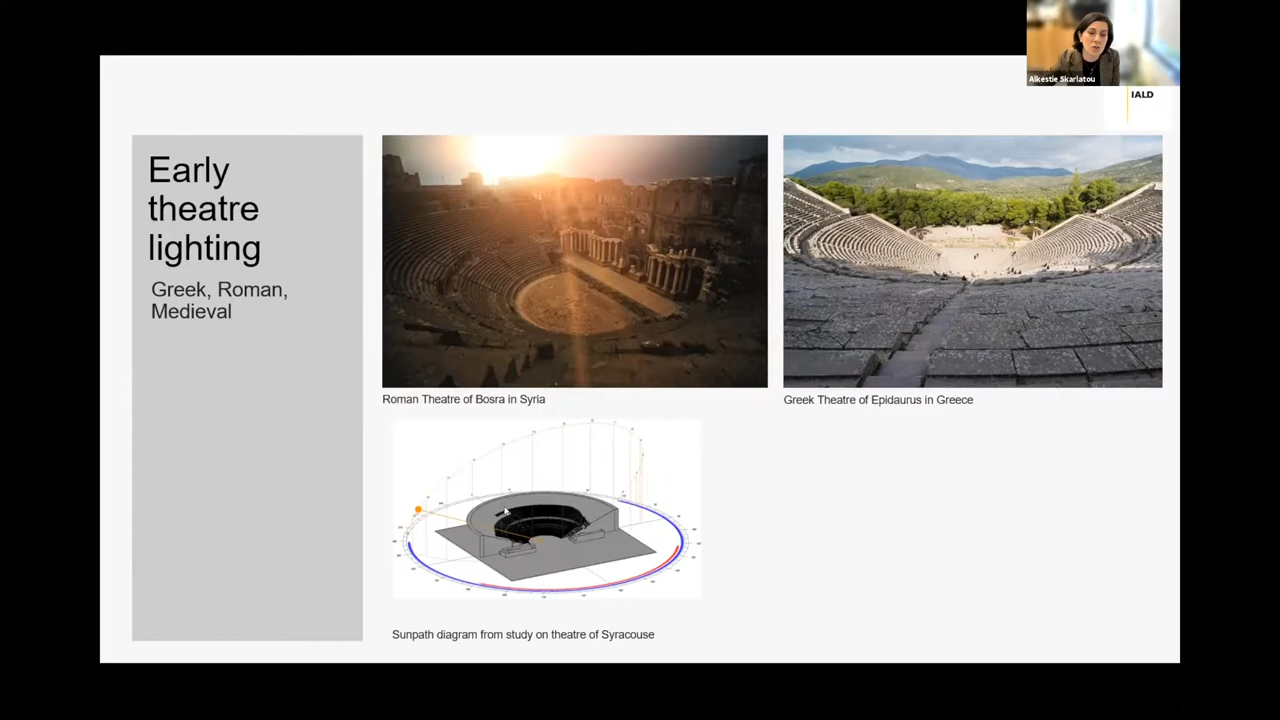 Alkestie Skarlatou
IALD
Early
theatre
lighting
Greek, Roman,
Medieval
Roman Theatre of Bosra in Syria
Greek Theatre of Epidaurus in Greece
Sunpath diagram from study on theatre of Syracouse